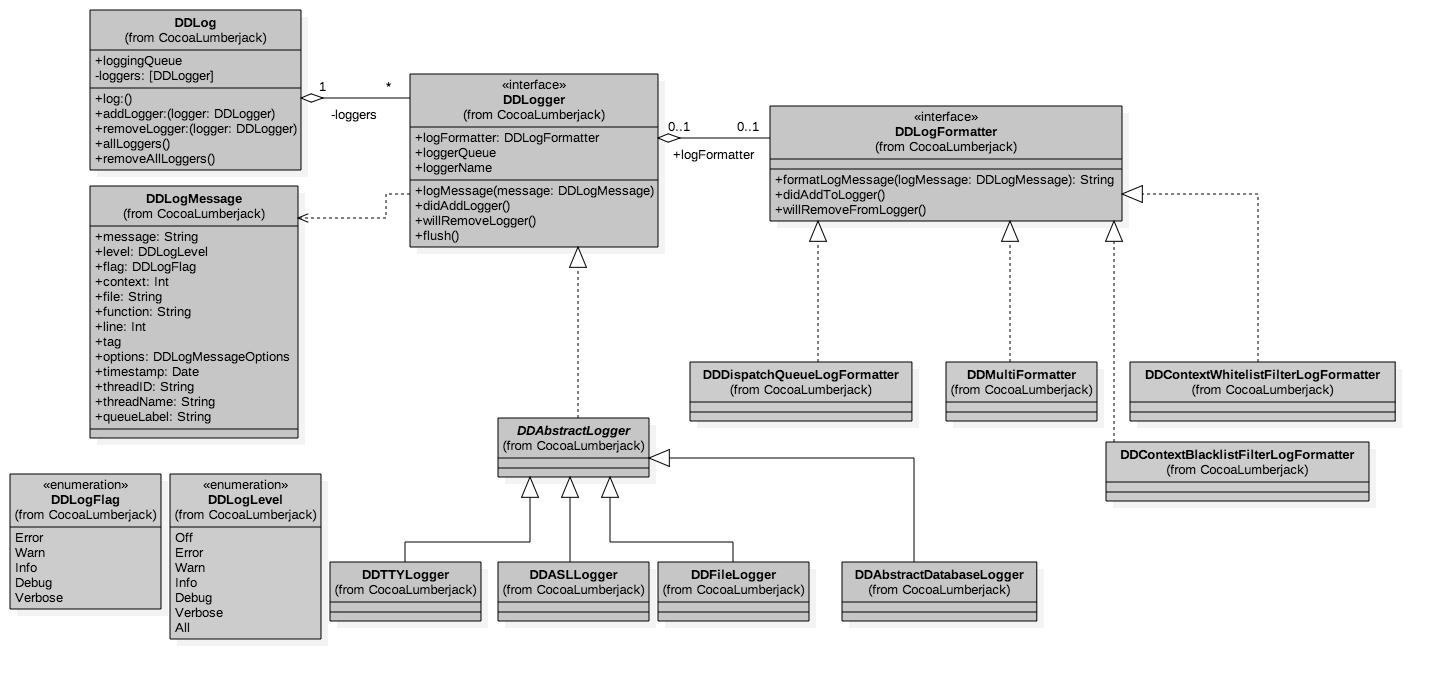 DDLog
(from CocoaLumberjack)
+loggingQueue
-loggers: [DDLogger]
+log:()
+addLogger:(logger: DDLogger)
+removeLogger:(logger: DDLogger)
+allLoggers()
+removeAllLoggers()
1
*
-loggers
«interface»
DDLogger
(from CocoaLumberjack)
+logFormatter: DDLogFormatter
+loggerQueue
+loggerName
+logMessage(message: DDLogMessage)
+didAddLogger()
+willRemoveLogger()
+flush()
0..1
0..1
+logFormatter
«interface»
DDLogFormatter
(from CocoaLumberjack)
+formatLogMessage(logMessage: DDLogMessage): String
+didAddToLogger()
+willRemoveFromLogger()
DDLogMessage
(from CocoaLumberjack)
+message: String
+level: DDLogLevel
+flag: DDLogFlag
+context: Int
+file: String
+function: String
+line: Int
+tag
+options: DDLogMessageOptions
+timestamp: Date
+threadID: String
+threadName: String
+queueLabel: String
DDDispatchQueueLogFormatter
(from CocoaLumberjack)
DDMultiFormatter
(from CocoaLumberjack)
DDContextWhitelistFilterLogFormatter
(from CocoaLumberjack)
DDContextBlacklistFilterLogFormatter
(from CocoaLumberjack)
DDAbstractLogger
(from CocoaLumberjack)
«enumeration»
DDLogFlag
(from CocoaLumberjack)
Error
Warn
Info
Debug
Verbose
«enumeration»
DDLogLevel
(from CocoaLumberjack)
Off
Error
Warn
Info
Debug
Verbose
All
DDTTYLogger
(from CocoaLumberjack)
DDASLLogger
(from CocoaLumberjack)
DDFileLogger
(from CocoaLumberjack)
DDAbstractDatabaseLogger
(from CocoaLumberjack)